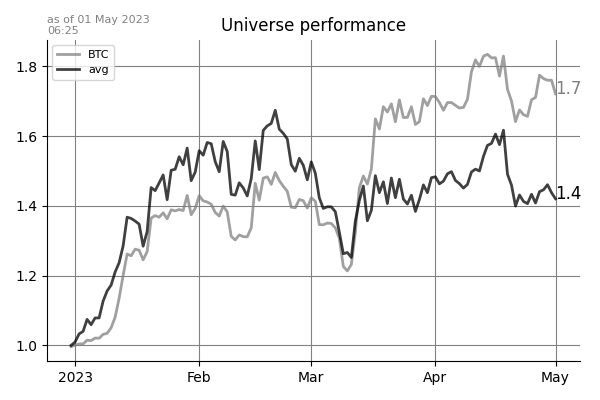 as of 01 May 2023
06:25
Universe performance
BTC
avg
1.8
1.6
1.4
1.2
1.0
1.7
1.4
2023
Feb
Mar
Apr
May